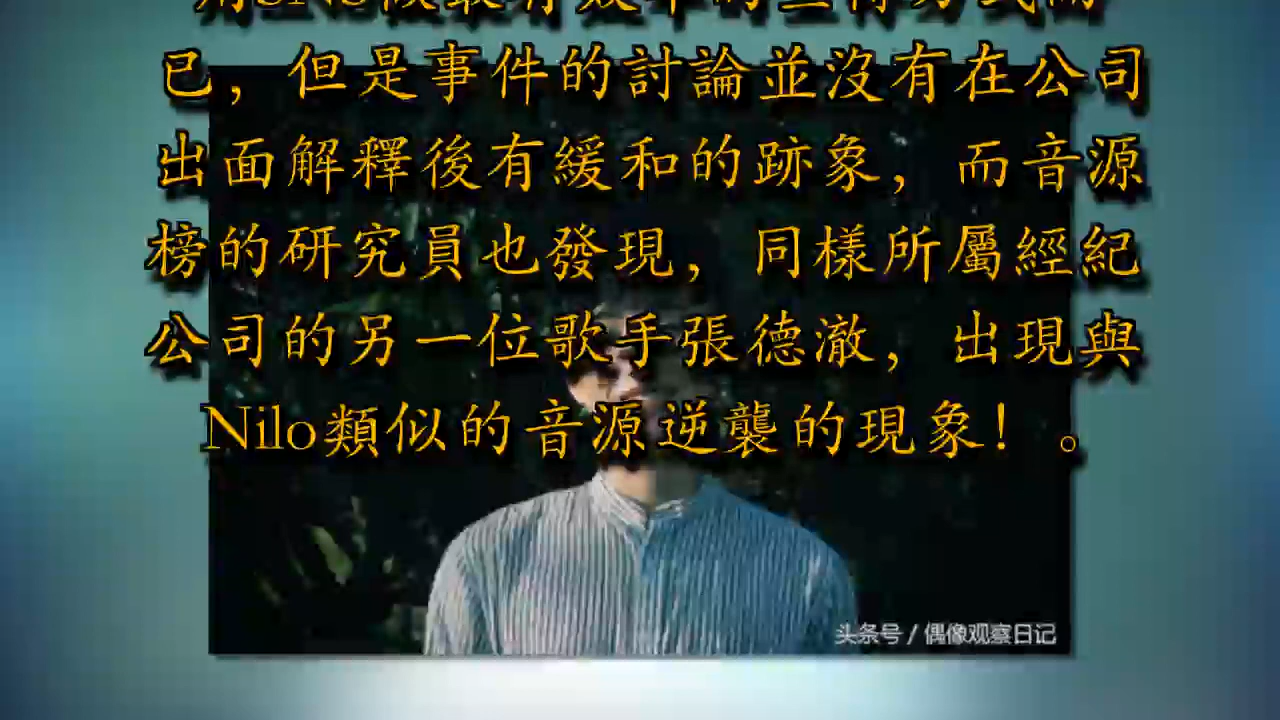 已，但是事件的討論並沒有在公司
出面解釋後有緩和的跡象，而音源
榜的研究員也發現，同樣所屬經紀
公司的另一位歌手張德澈，出現與
Nilo類似的音源逆襲的現象！。
头条号 / 偶像观察日记